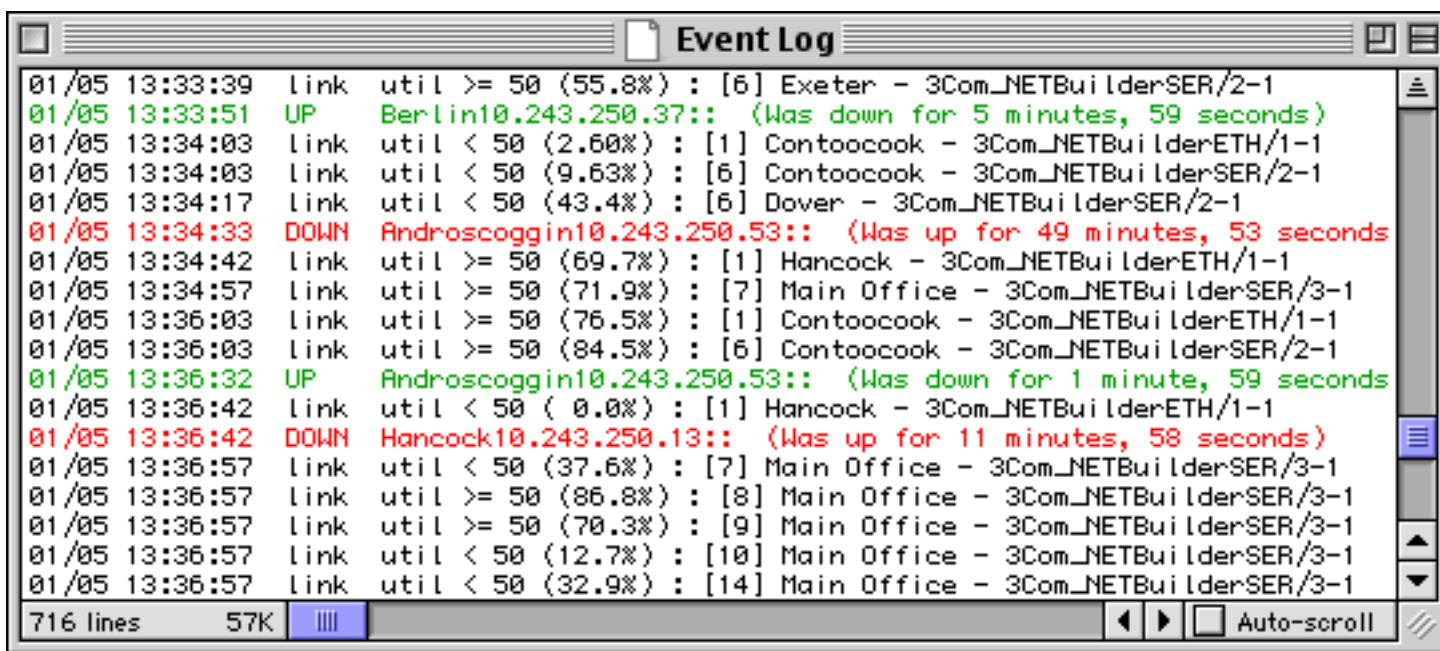 Event Log
01/05 13:33:39 link util >= 50 (55.8%) : [6] Exeter - 3Com_NETBuilderSER/2-1
01/05 13:33:51 UP Berlin10.243.250.37:: (Was down for 5 minutes, 59 seconds)
01/05 13:34:03 link util < 50 (2.60%) : [1] Contoocook - 3Com_NETBuilderETH/1-1
01/05 13:34:03 link util < 50 (9.63%) : [6] Contoocook - 3Com_NETBuilderSER/2-1
01/05 13:34:17 link util < 50 (43.4%) : [6] Dover - 3Com_NETBuilderSER/2-1
01/05 13:34:33 DOWN Androscoggin10.243.250.53:: (Was up for 49 minutes, 53 seconds
01/05 13:34:42 link util >= 50 (69.7%) : [1] Hancock - 3Com_NETBuilderETH/1-1
01/05 13:34:57 link util >= 50 (71.9%) : [7] Main Office - 3Com_NETBuilderSER/3-1
01/05 13:36:03 link util >= 50 (76.5%) : [1] Contoocook - 3Com_NETBuilderETH/1-1
01/05 13:36:03 link util >= 50 (84.5%) : [6] Contoocook - 3Com_NETBuilderSER/2-1
01/05 13:36:32 UP Androscoggin10.243.250.53:: (Was down for 1 minute, 59 seconds
01/05 13:36:42 link util < 50 ( 0.0%) : [1] Hancock - 3Com_NETBuilderETH/1-1
01/05 13:36:42 DOWN Hancock10.243.250.13:: (Was up for 11 minutes, 58 seconds)
01/05 13:36:57 link util < 50 (37.6%) : [7] Main Office - 3Com_NETBuilderSER/3-1
01/05 13:36:57 link util >= 50 (86.8%) : [8] Main Office - 3Com_NETBuilderSER/3-1
01/05 13:36:57 link util >= 50 (70.3%) : [9] Main Office - 3Com_NETBuilderSER/3-1
01/05 13:36:57 link util < 50 (12.7%) : [10] Main Office - 3Com_NETBuilderSER/3-1
01/05 13:36:57 link util < 50 (32.9%) : [14] Main Office - 3Com_NETBuilderSER/3-1
716 lines 57K Auto-scroll